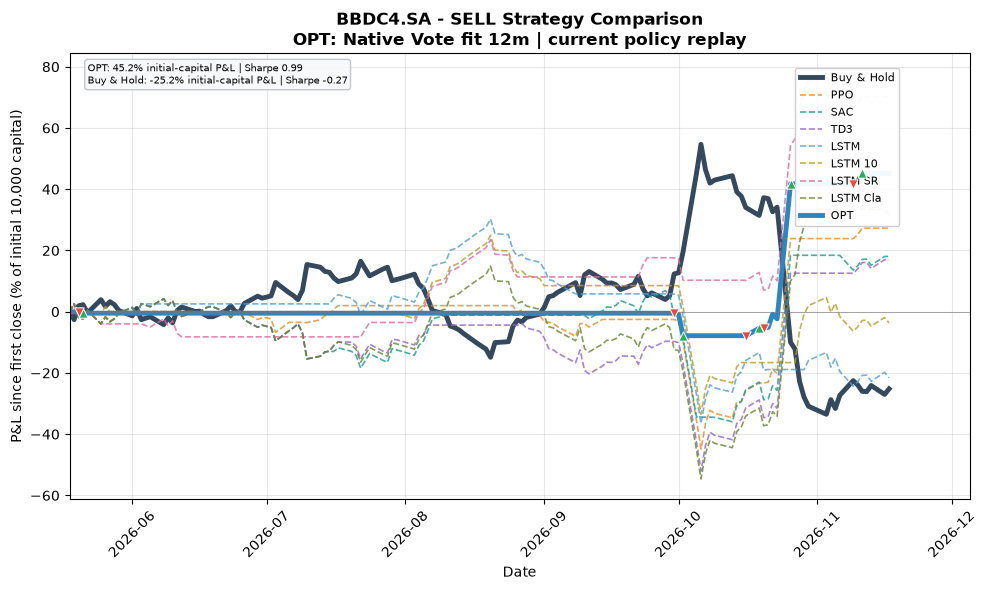 BBDC4.SA - SELL Strategy Comparison
OPT: Native Vote fit 12m | current policy replay
OPT: 45.2% initial-capital P&L | Sharpe 0.99
Buy & Hold: -25.2% initial-capital P&L | Sharpe -0.27
Buy & Hold
PPO
SAC
TD3
LSTM
LSTM 10
LSTM SR
LSTM Cla
OPT
P&L since first close (% of initial 10,000 capital)
80
60
40
20
0
−20
−40
−60
2026-06
2026-07
2026-08
2026-09
2026-10
2026-11
2026-12
Date